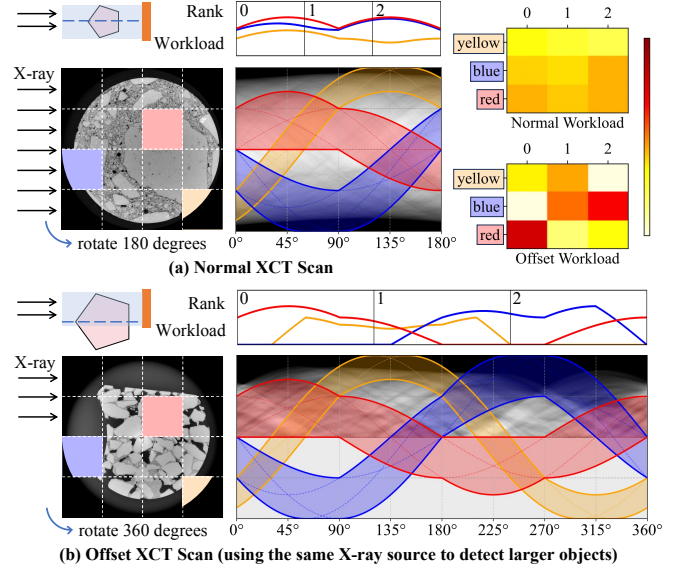 Rank
Workload
0 1 2
0 1 2
yellow
blue
red
Normal Workload
X-ray
rotate 180 degrees
0° 45° 90° 135° 180°
0 1 2
yellow
blue
red
Offset Workload
(a) Normal XCT Scan
Rank
Workload
0 1 2
X-ray
rotate 360 degrees
0° 45° 90° 135° 180° 225° 270° 315° 360°
(b) Offset XCT Scan (using the same X-ray source to detect larger objects)